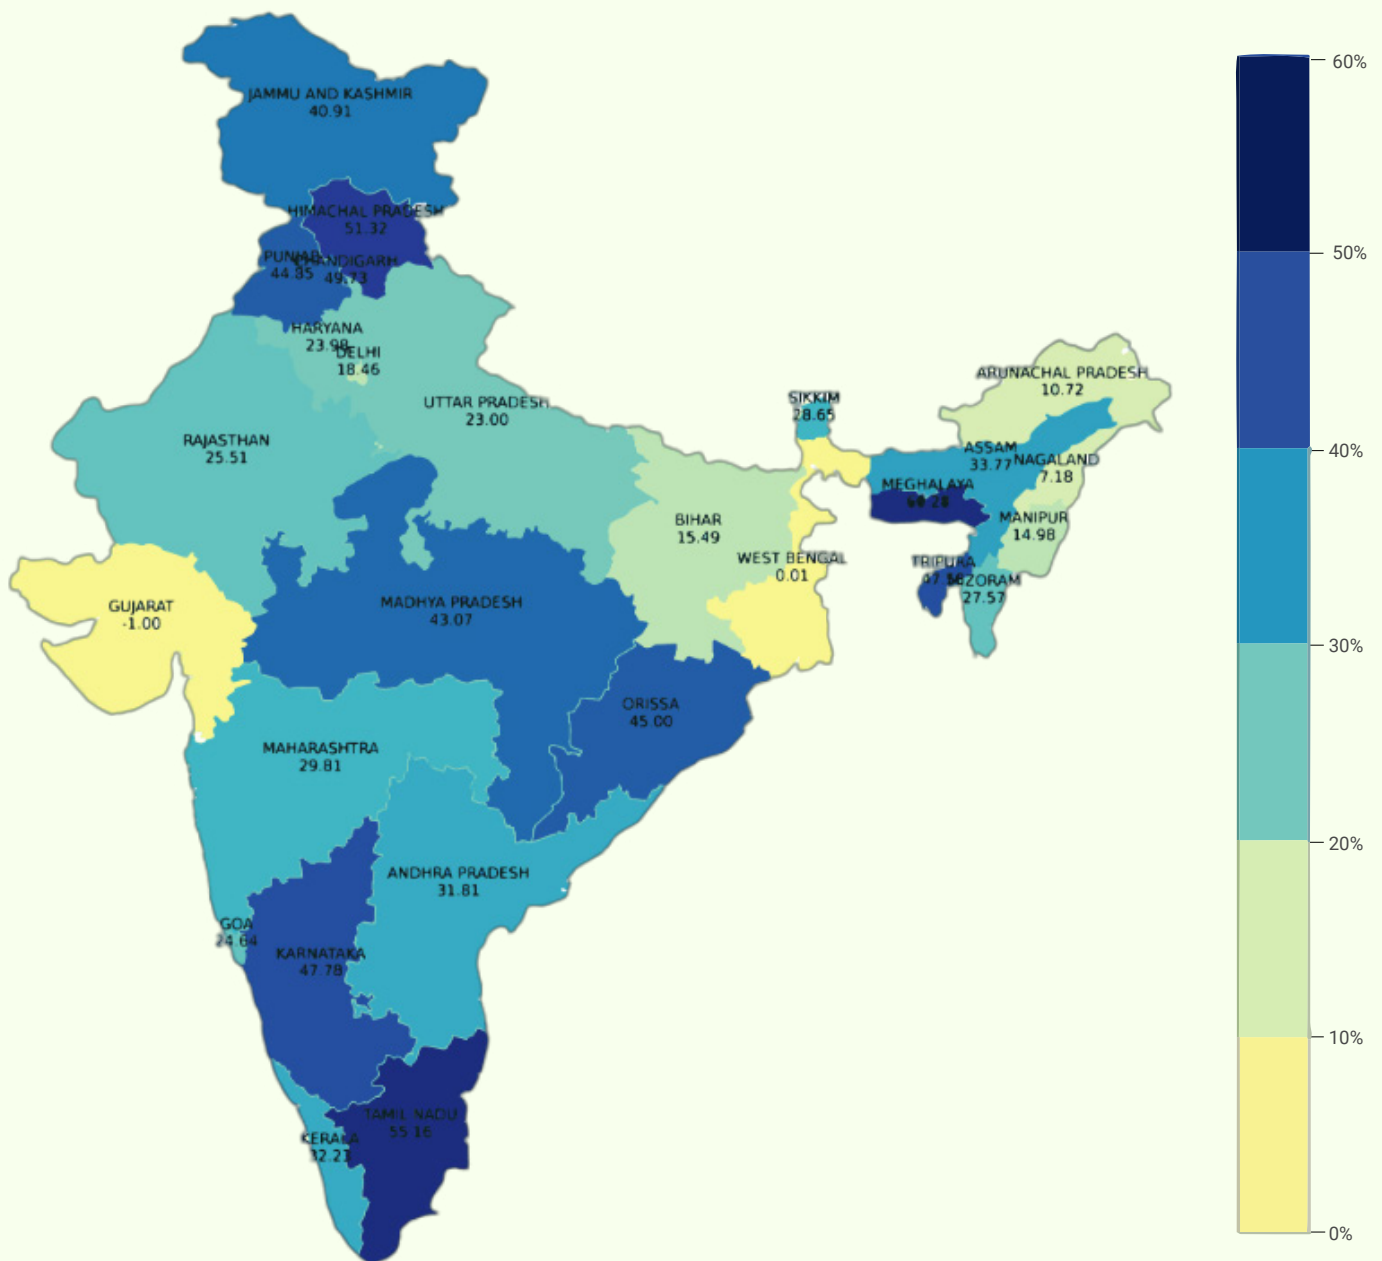 JAMMU AND KASHMIR
40.91
HIMACHAL PRADESH
51.32
PUNJAB
44.85
CHANDIGARH
49.73
HARYANA
23.98
DELHI
18.46
UTTAR PRADESH
23.00
RAJASTHAN
25.51
SIKKIM
28.65
ARUNACHAL PRADESH
10.72
ASSAM
33.77
NAGALAND
7.18
MEGHALAYA
MANIPUR
14.98
BIHAR
15.49
WEST BENGAL
0.01
TRIPURA
MIZORAM
27.57
GUJARAT
-1.00
MADHYA PRADESH
43.07
ORISSA
45.00
MAHARASHTRA
29.81
ANDHRA PRADESH
31.81
GOA
24.64
KARNATAKA
47.78
TAMIL NADU
55.16
KERALA
32.21
60%
50%
40%
30%
20%
10%
0%